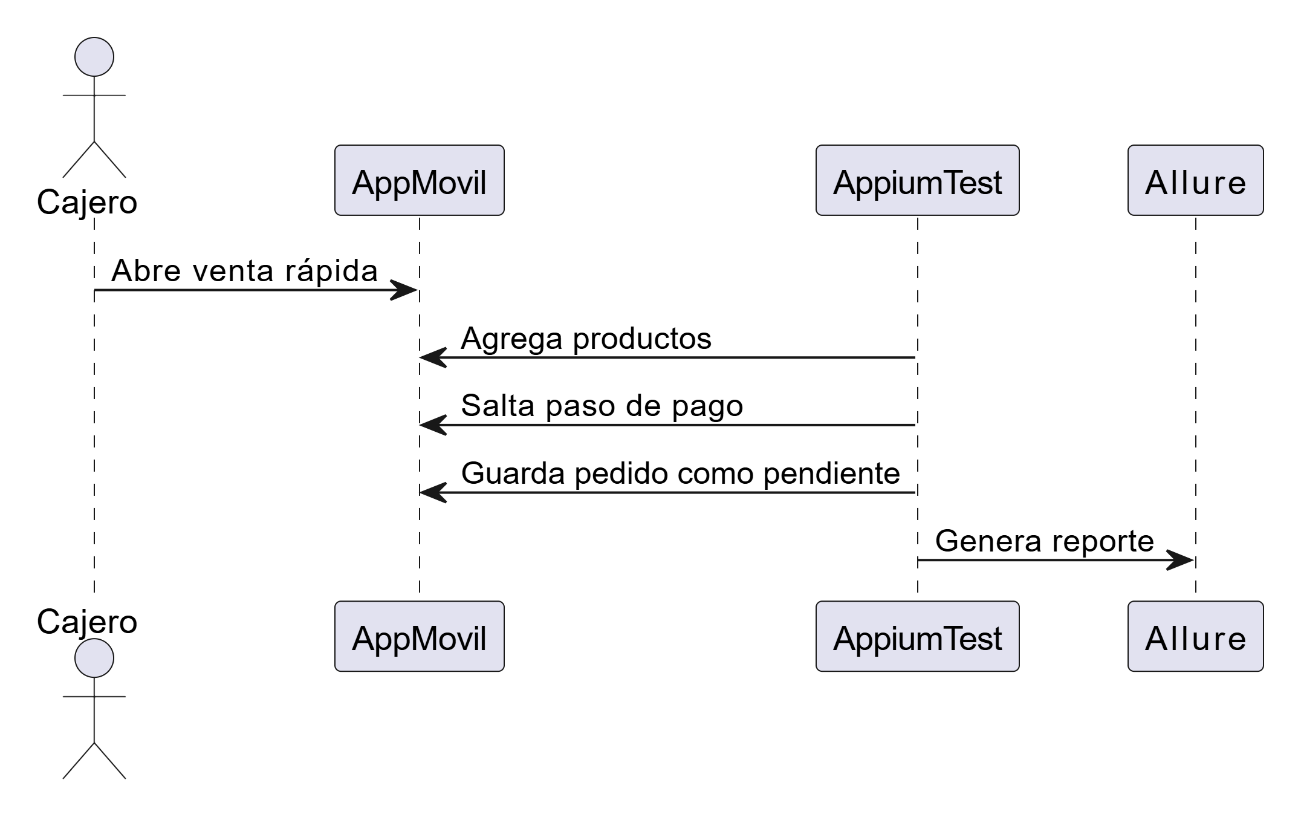 Cajero
AppMovil
AppiumTest
Allure
Abre venta rápida
Agrega productos
Salta paso de pago
Guarda pedido como pendiente
Genera reporte
Cajero
AppMovil
AppiumTest
Allure